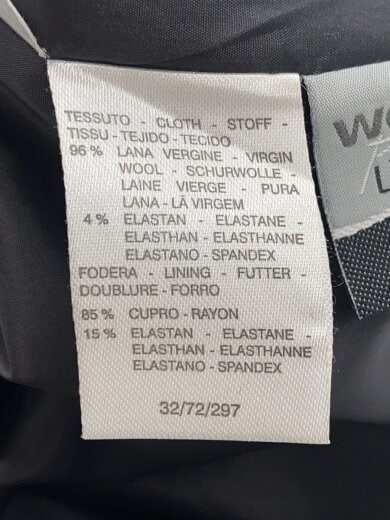 TESSUTO - CLOTH - STOFF -
TISSU - TEJIDO - TECIDO
96 % LANA VERGINE - VIRGIN
WOOL - SCHURWOLLE -
LAINE VIERGE - PURA
LANA - LÃ VIRGEM
4 % ELASTAN - ELASTANE -
ELASTHAN - ELASTHANNE
ELASTANO - SPANDEX
FODERA - LINING - FUTTER -
DOUBLURE - FORRO
85 % CUPRO - RAYON
15 % ELASTAN - ELASTANE -
ELASTHAN - ELASTHANNE
ELASTANO - SPANDEX
32/72/297
L